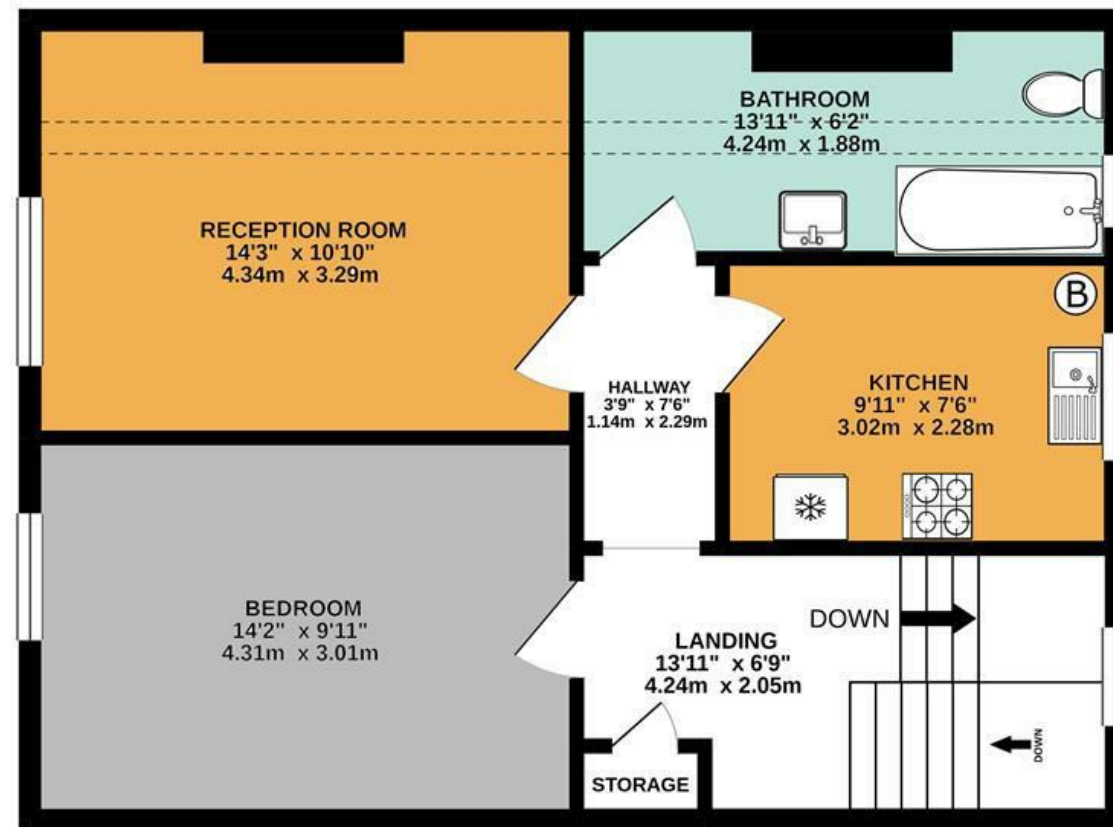 BATHROOM
13'11" x 6'2"
4.24m x 1.88m
RECEPTION ROOM
14'3" x 10'10"
4.34m x 3.29m
B
HALLWAY
3'9" x 7'6"
1.14m x 2.29m
KITCHEN
9'11" x 7'6"
3.02m x 2.28m
BEDROOM
14'2" x 9'11"
4.31m x 3.01m
DOWN
LANDING
13'11" x 6'9"
4.24m x 2.05m
DOWN
STORAGE